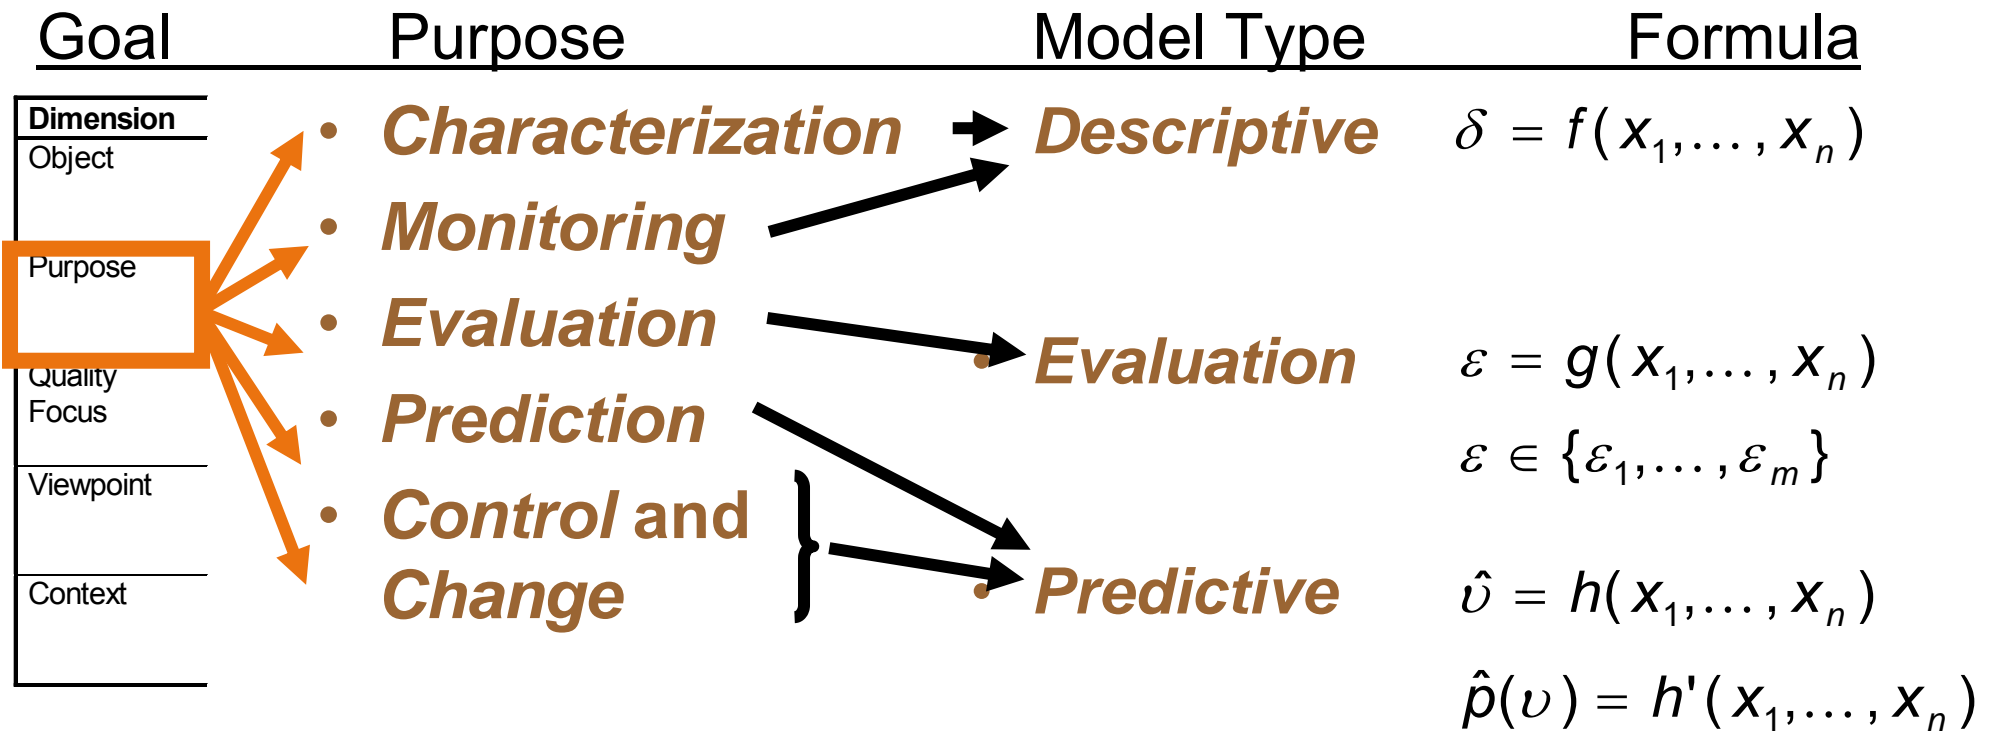 Goal Purpose Model Type Formula
Dimension
Object
Purpose
Quality
Focus
Viewpoint
Context
• Characterization
• Monitoring
• Evaluation
• Prediction
• Control and
Change
Descriptive
• Evaluation
• Predictive
δ = f(x₁,…,xₙ)
ε = g(x₁,…,xₙ)
ε ∈ {ε₁,…,εₘ}
υ̂ = h(x₁,…,xₙ)
p̂(υ) = h'(x₁,…,xₙ)